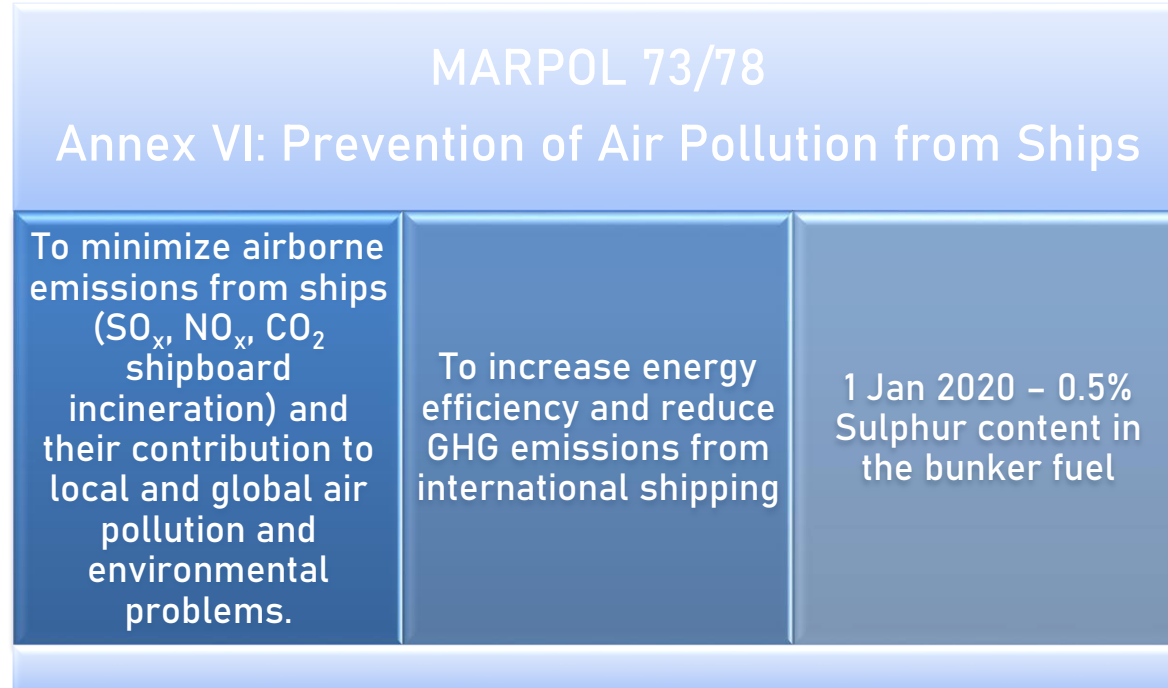 MARPOL 73/78
Annex VI: Prevention of Air Pollution from Ships
To minimize airborne
emissions from ships
(SOₓ, NOₓ, CO₂
shipboard
incineration) and
their contribution to
local and global air
pollution and
environmental
problems.
To increase energy
efficiency and reduce
GHG emissions from
international shipping
1 Jan 2020 – 0.5%
Sulphur content in
the bunker fuel